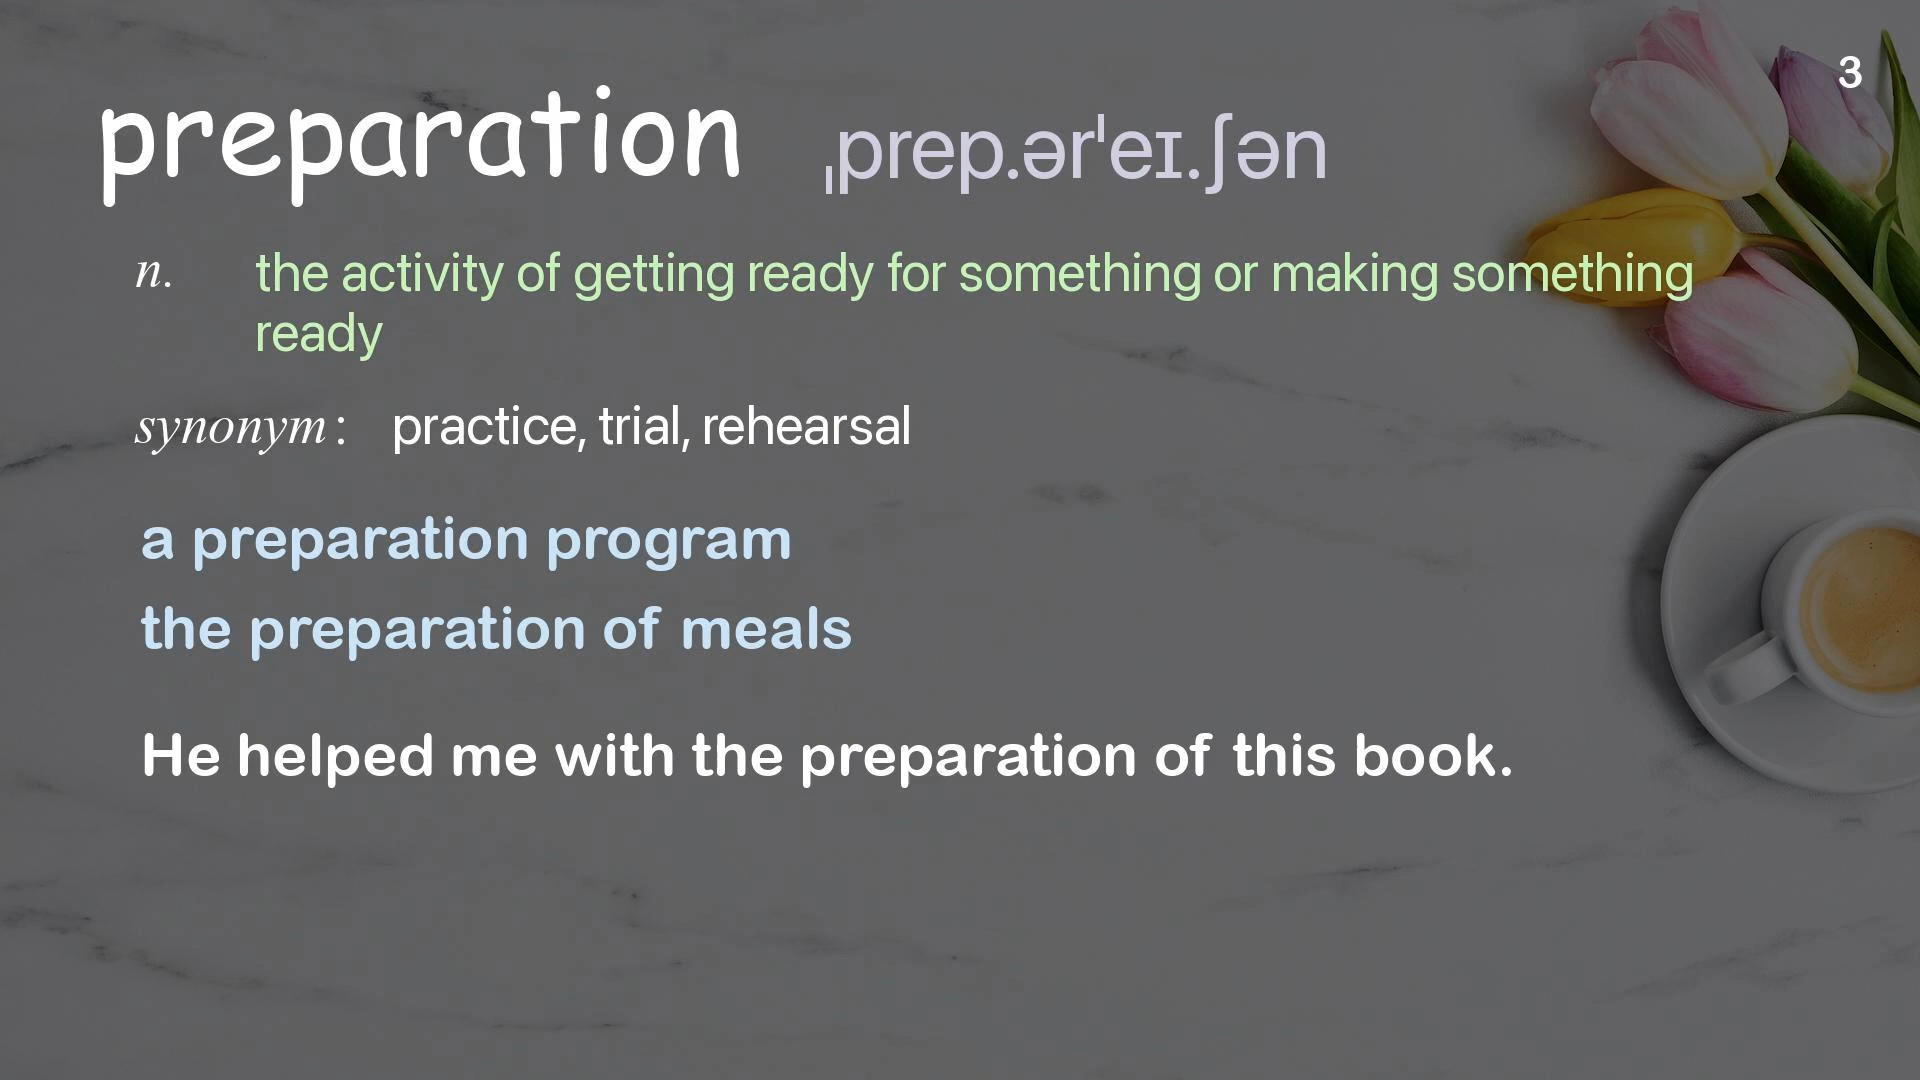 3
preparation ˌprep.ərˈeɪ.ʃən
n. the activity of getting ready for something or making something
ready
synonym: practice, trial, rehearsal
a preparation program
the preparation of meals
He helped me with the preparation of this book.